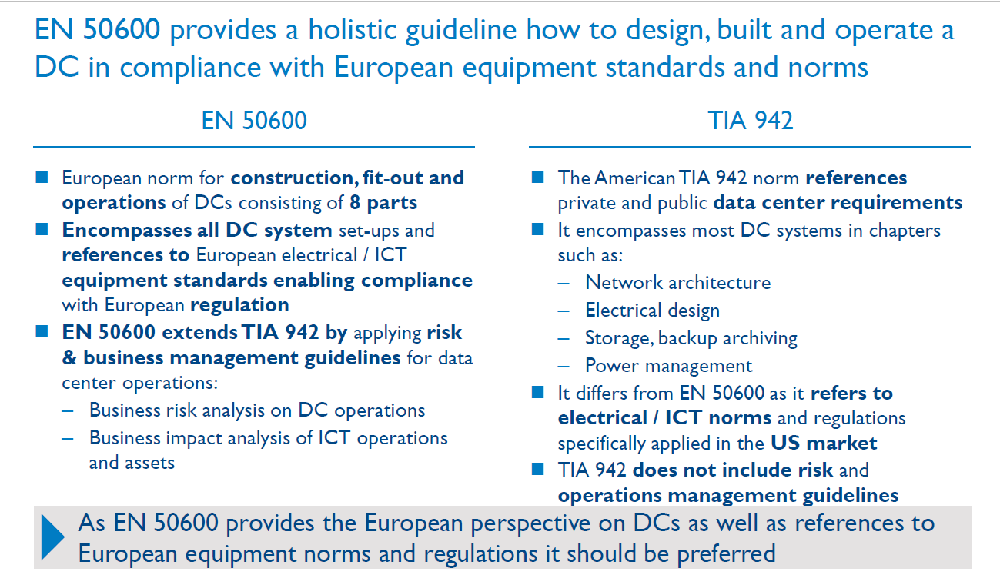 EN 50600 provides a holistic guideline how to design, built and operate a
DC in compliance with European equipment standards and norms
EN 50600
■ European norm for construction, fit-out and
operations of DCs consisting of 8 parts
■ Encompasses all DC system set-ups and
references to European electrical / ICT
equipment standards enabling compliance
with European regulation
■ EN 50600 extends TIA 942 by applying risk
& business management guidelines for data
center operations:
– Business risk analysis on DC operations
– Business impact analysis of ICT operations
and assets
TIA 942
■ The American TIA 942 norm references
private and public data center requirements
■ It encompasses most DC systems in chapters
such as:
– Network architecture
– Electrical design
– Storage, backup archiving
– Power management
■ It differs from EN 50600 as it refers to
electrical / ICT norms and regulations
specifically applied in the US market
■ TIA 942 does not include risk and
operations management guidelines
As EN 50600 provides the European perspective on DCs as well as references to
European equipment norms and regulations it should be preferred